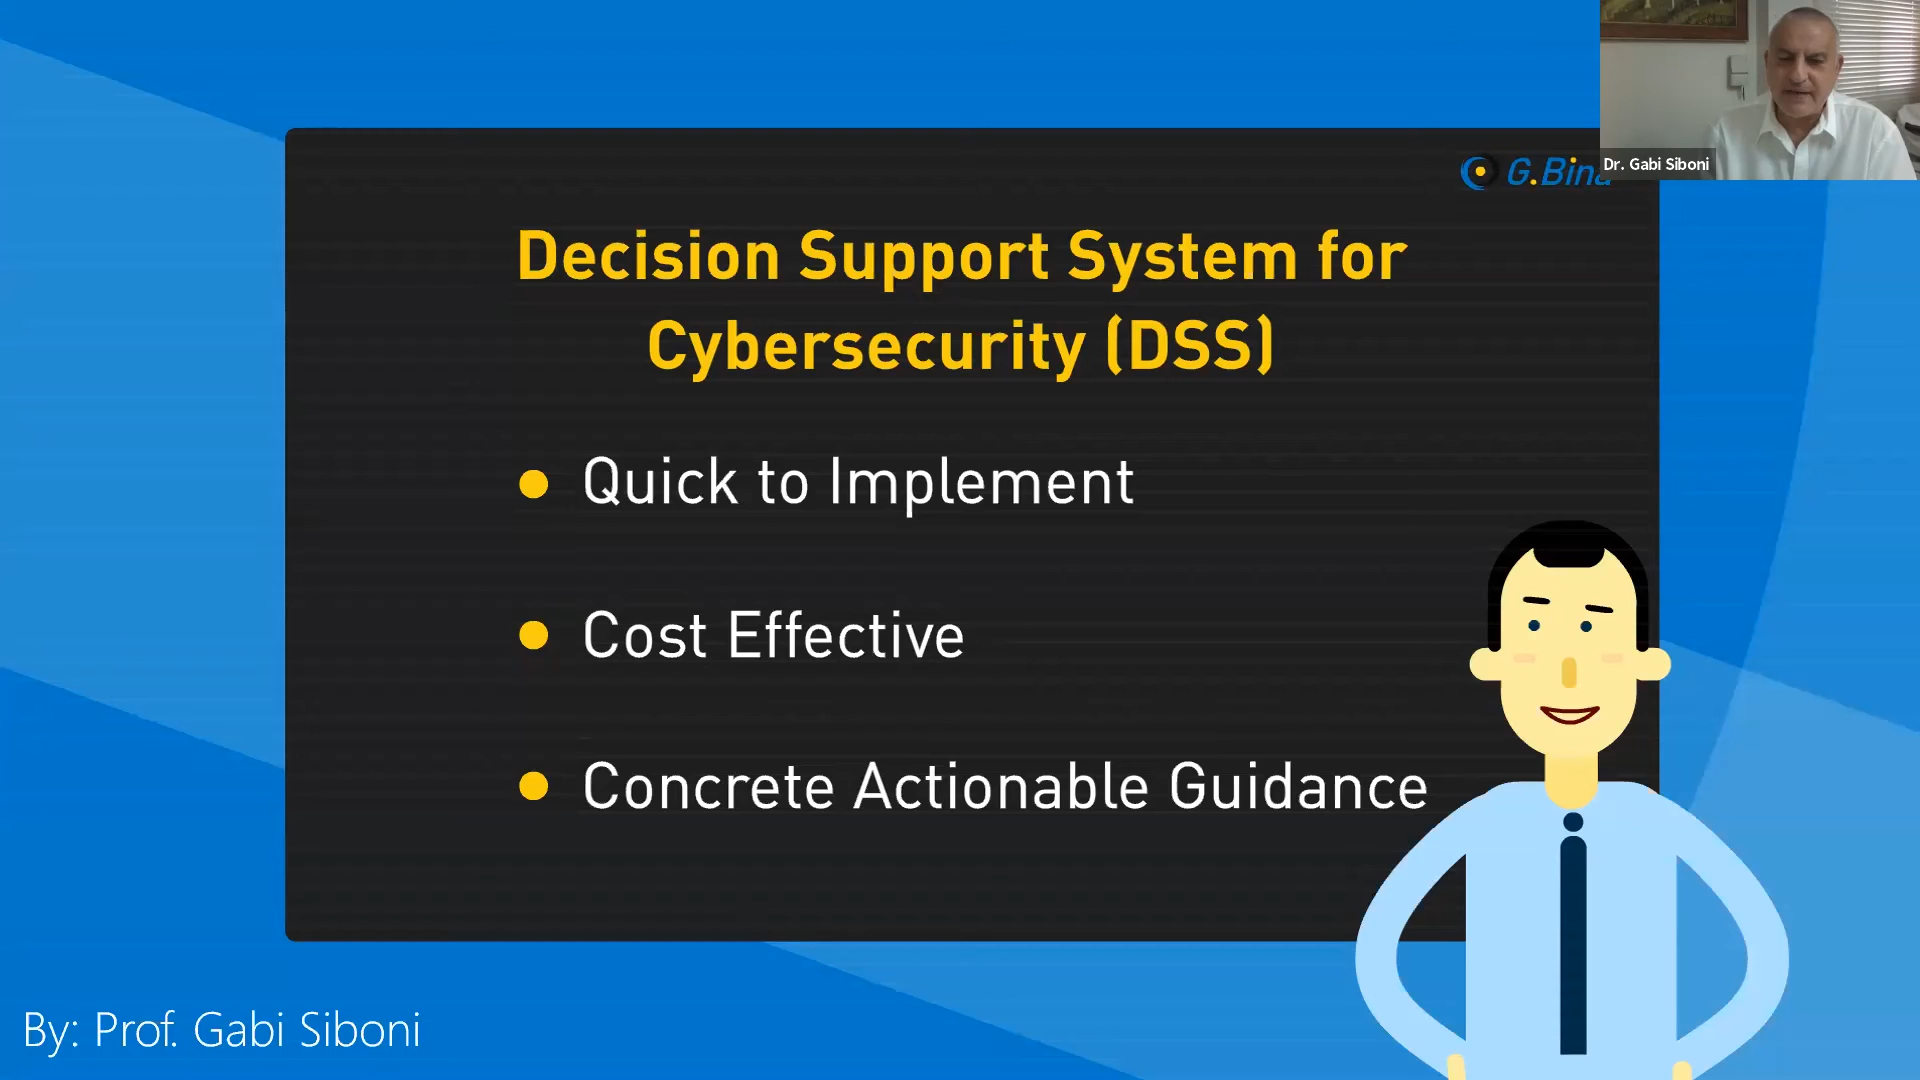 G.Bina
Dr. Gabi Siboni
Decision Support System for
Cybersecurity (DSS)
Quick to Implement
Cost Effective
Concrete Actionable Guidance
By: Prof. Gabi Siboni